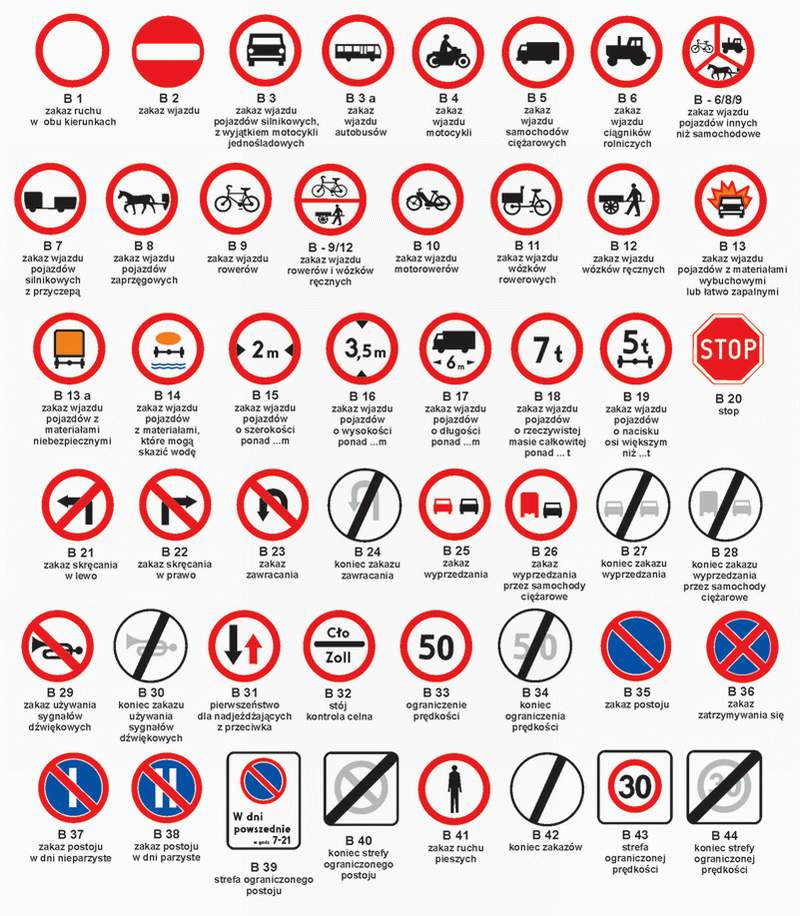 B 1
zakaz ruchu
w obu kierunkach
B 2
zakaz wjazdu
B 3
zakaz wjazdu
pojazdów silnikowych,
z wyjątkiem motocykli
jednośladowych
B 3 a
zakaz
wjazdu
autobusów
B 4
zakaz
wjazdu
motocykli
B 5
zakaz
wjazdu
samochodów
ciężarowych
B 6
zakaz
wjazdu
ciągników
rolniczych
B - 6/8/9
zakaz wjazdu
pojazdów innych
niż samochodowe
B 7
zakaz wjazdu
pojazdów
silnikowych
z przyczepą
B 8
zakaz wjazdu
pojazdów
zaprzęgowych
B 9
zakaz wjazdu
rowerów
B - 9/12
zakaz wjazdu
rowerów i wózków
ręcznych
B 10
zakaz wjazdu
motorowerów
B 11
zakaz wjazdu
wózków
rowerowych
B 12
zakaz wjazdu
wózków ręcznych
B 13
zakaz wjazdu
pojazdów z materiałami
wybuchowymi
lub łatwo zapalnymi
B 13 a
zakaz wjazdu
pojazdów z
materiałami
niebezpiecznymi
B 14
zakaz wjazdu
pojazdów
z materiałami,
które mogą
skazić wodę
2m
B 15
zakaz wjazdu
pojazdów
o szerokości
ponad ...m
3,5m
B 16
zakaz wjazdu
pojazdów
o wysokości
ponad ...m
6m
B 17
zakaz wjazdu
pojazdów
o długości
ponad ...m
7t
B 18
zakaz wjazdu
pojazdów
o rzeczywistej
masie całkowitej
ponad ...t
5t
B 19
zakaz wjazdu
pojazdów
o nacisku
osi większym
niż ...t
STOP
B 20
stop
B 21
zakaz skręcania
w lewo
B 22
zakaz skręcania
w prawo
B 23
zakaz
zawracania
B 24
koniec zakazu
zawracania
B 25
zakaz
wyprzedzania
B 26
zakaz
wyprzedzania
przez samochody
ciężarowe
B 27
koniec zakazu
wyprzedzania
B 28
koniec zakazu
wyprzedzania
przez samochody
ciężarowe
B 29
zakaz używania
sygnałów
dźwiękowych
B 30
koniec zakazu
używania
sygnałów
dźwiękowych
B 31
pierwszeństwo
dla nadjeżdżających
z przeciwka
Cło
Zoll
B 32
stój
kontrola celna
50
B 33
ograniczenie
prędkości
50
B 34
koniec
ograniczenia
prędkości
B 35
zakaz postoju
B 36
zakaz
zatrzymywania się
B 37
zakaz postoju
w dni nieparzyste
B 38
zakaz postoju
w dni parzyste
W dni
powszednie
w godz 7-21
B 39
strefa ograniczonego
postoju
B 40
koniec strefy
ograniczonego
postoju
B 41
zakaz ruchu
pieszych
B 42
koniec zakazów
30
B 43
strefa
ograniczonej
prędkości
30
B 44
koniec strefy
ograniczonej
prędkości